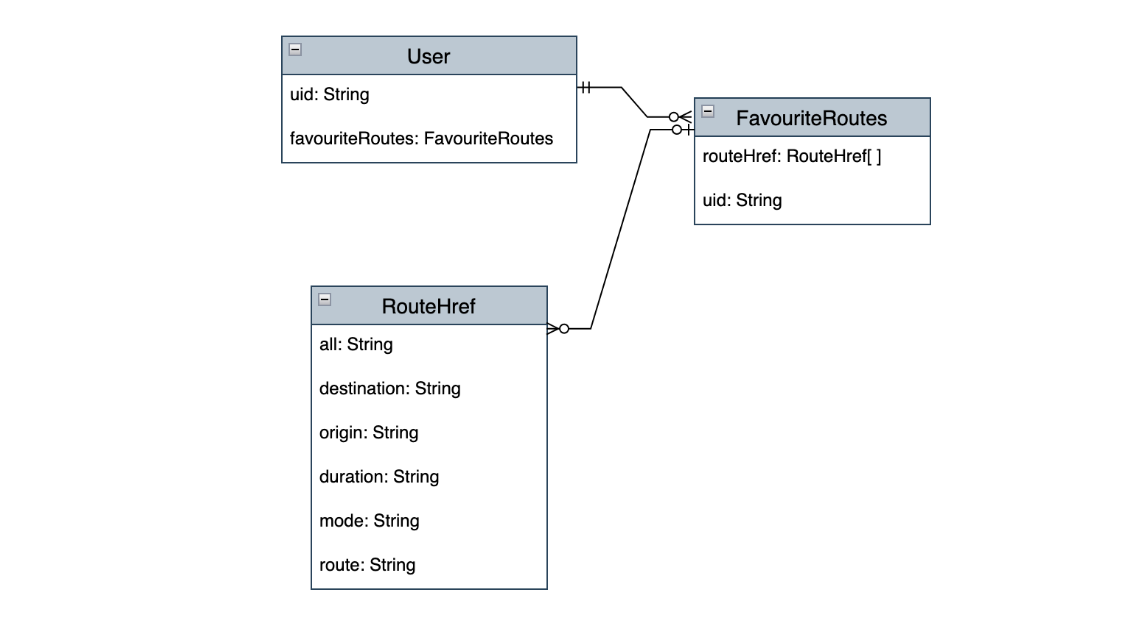 User
uid: String
favouriteRoutes: FavouriteRoutes
FavouriteRoutes
routeHref: RouteHref[ ]
uid: String
RouteHref
all: String
destination: String
origin: String
duration: String
mode: String
route: String